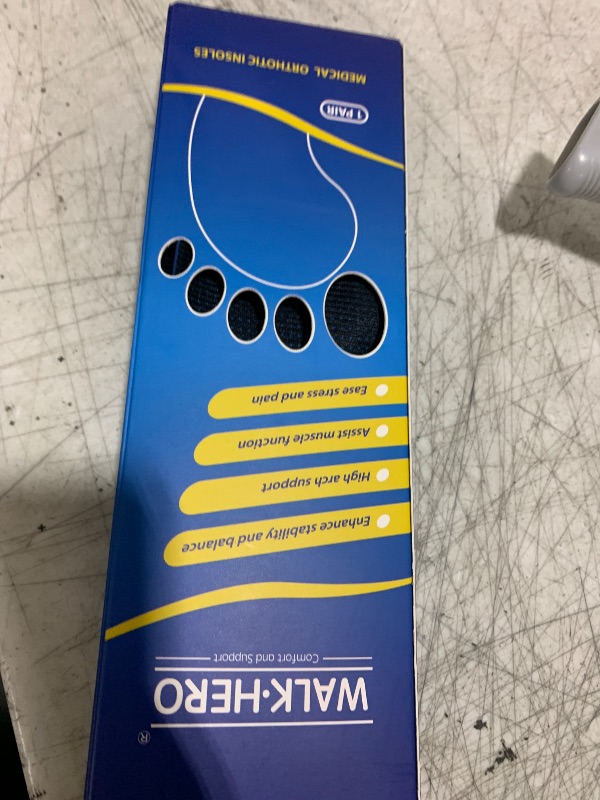 ®
WALK·HERO
Comfort and Support
Enhance stability and balance
High arch support
Assist muscle function
Ease stress and pain
1 PAIR
MEDICAL ORTHOTIC INSOLES